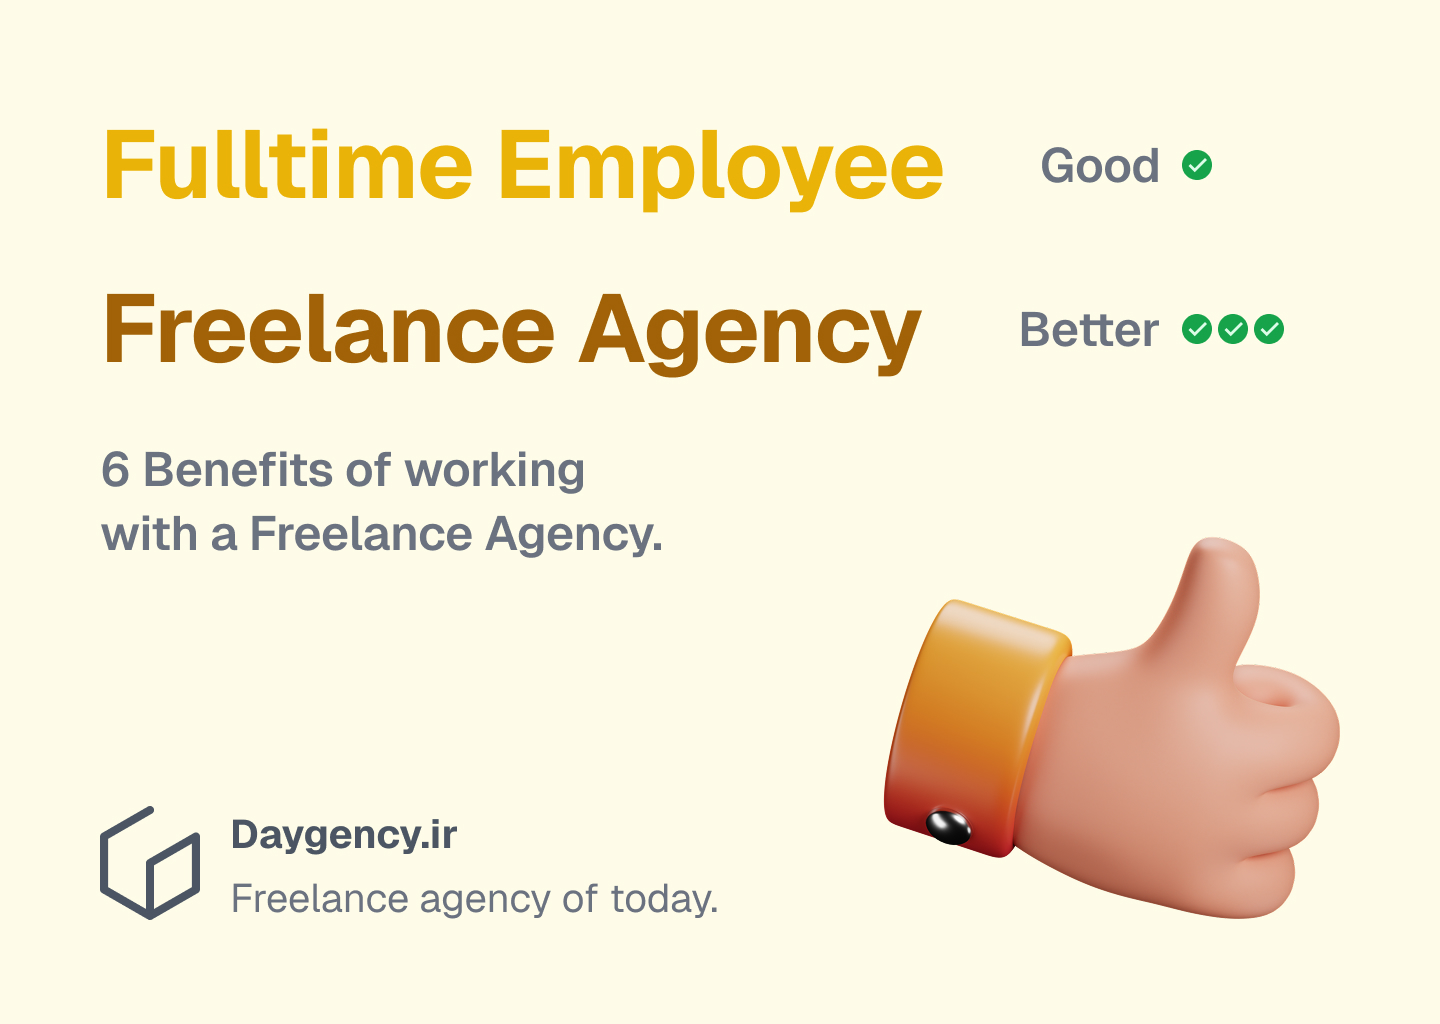 Fulltime Employee
Good
Freelance Agency
Better
6 Benefits of working
with a Freelance Agency.
Daygency.ir
Freelance agency of today.